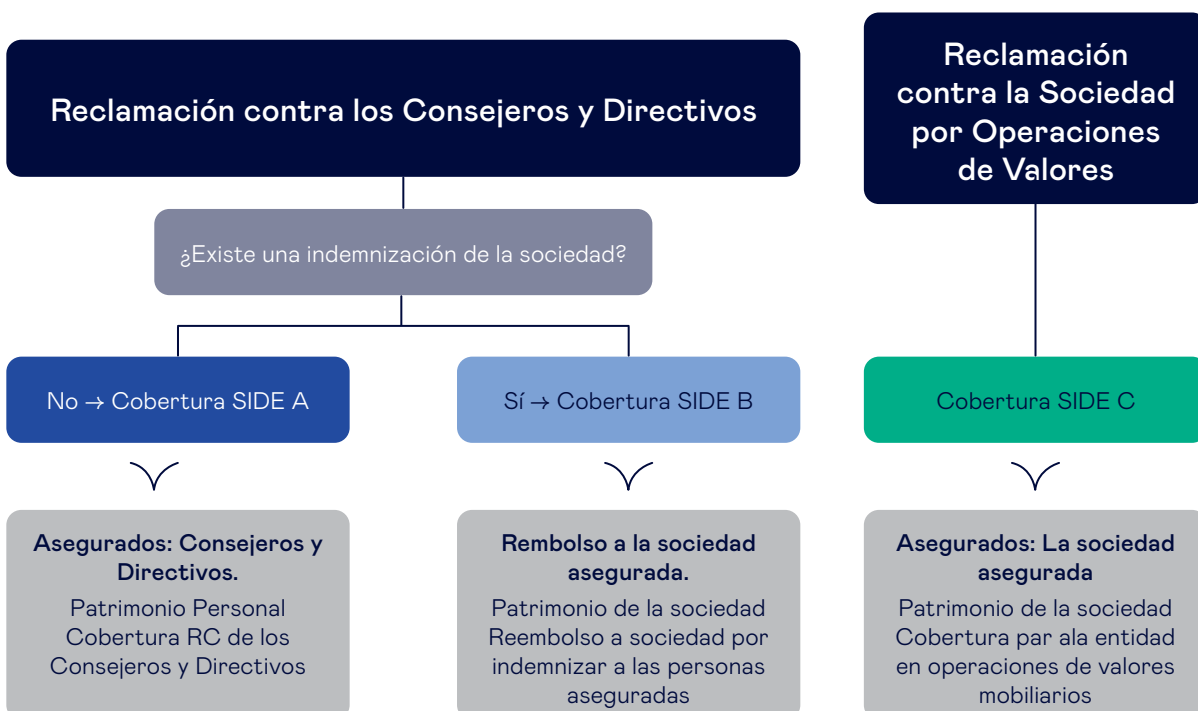 Reclamación contra los Consejeros y Directivos
¿Existe una indemnización de la sociedad?
No → Cobertura SIDE A
Asegurados: Consejeros y
Directivos.
Patrimonio Personal
Cobertura RC de los
Consejeros y Directivos
Sí → Cobertura SIDE B
Rembolso a la sociedad
asegurada.
Patrimonio de la sociedad
Reembolso a sociedad por
indemnizar a las personas
aseguradas
Reclamación
contra la Sociedad
por Operaciones
de Valores
Cobertura SIDE C
Asegurados: La sociedad
asegurada
Patrimonio de la sociedad
Cobertura par ala entidad
en operaciones de valores
mobiliarios